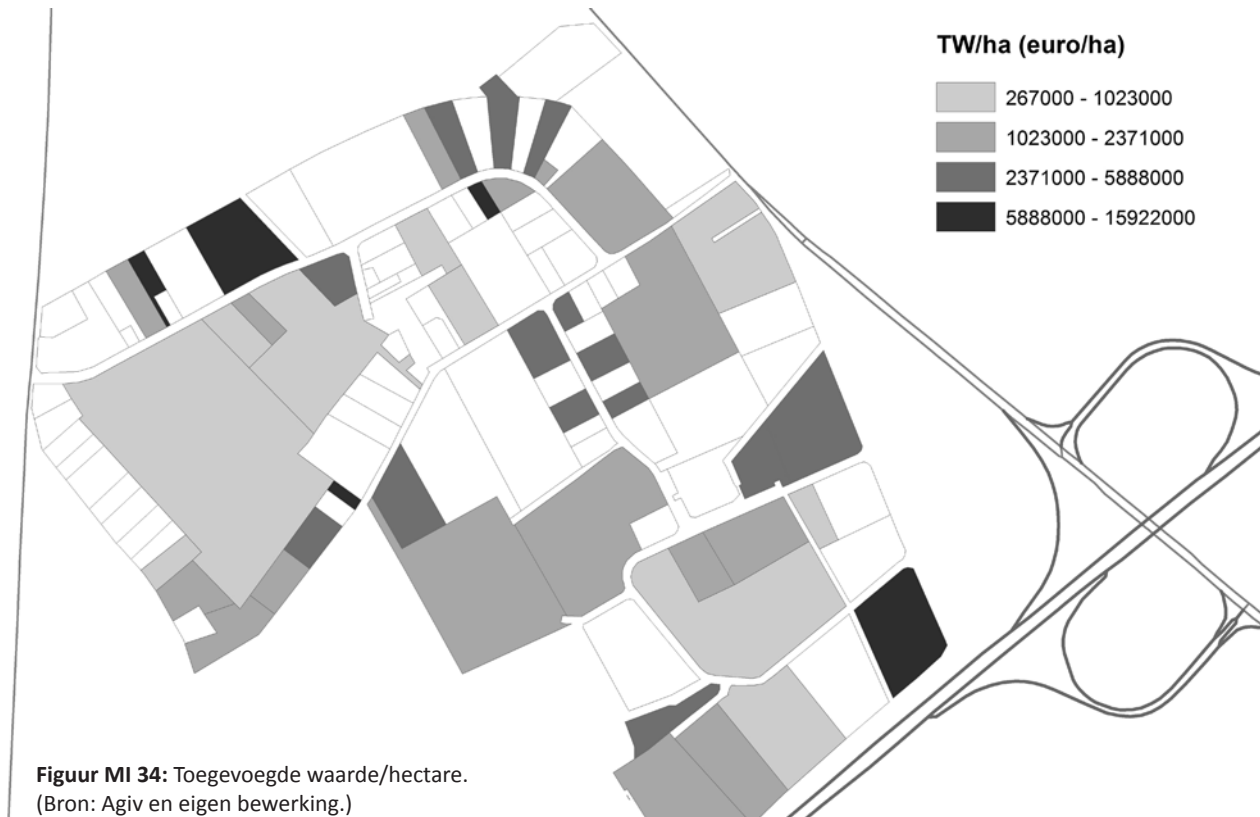 TW/ha (euro/ha)
267000 - 1023000
1023000 - 2371000
2371000 - 5888000
5888000 - 15922000
Figuur MI 34: Toegevoegde waarde/hectare.
(Bron: Agiv en eigen bewerking.)